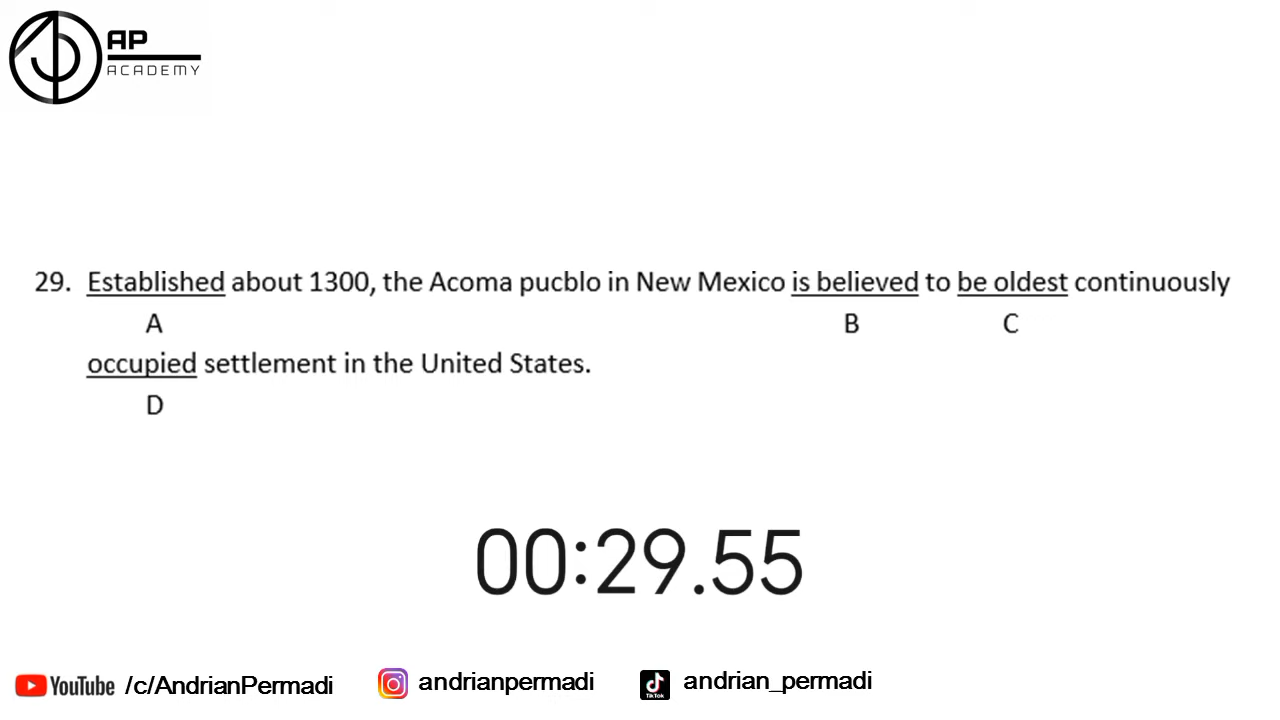 AP
ACADEMY
29. Established about 1300, the Acoma pucblo in New Mexico is believed to be oldest continuously
A B C
occupied settlement in the United States.
D
00:29.55
YouTube /c/AndrianPermadi andrianpermadi TikTok andrian_permadi